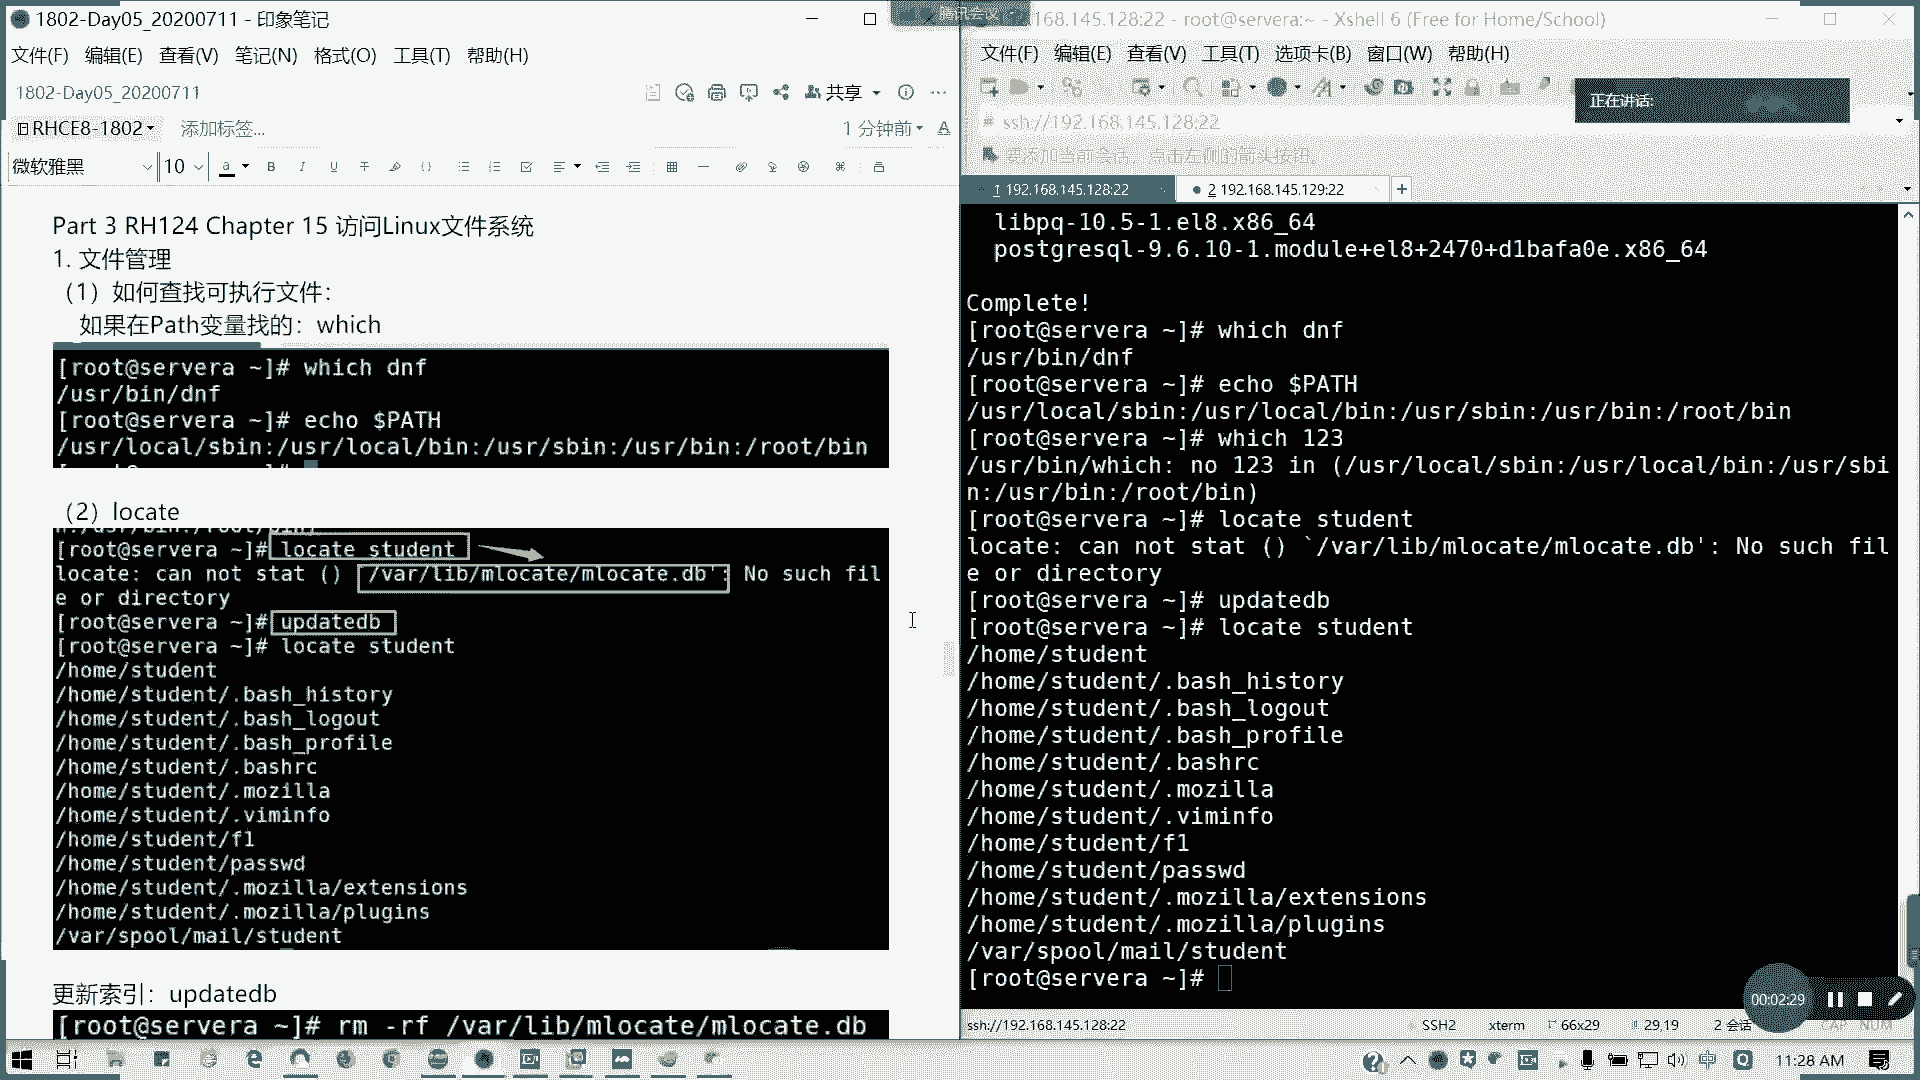 1802-Day05_20200711 - 印象笔记
文件(F) 编辑(E) 查看(V) 笔记(N) 格式(O) 工具(T) 帮助(H)
1802-Day05_20200711
共享
RHCE8-1802
添加标签...
1 分钟前
微软雅黑
10
Part 3 RH124 Chapter 15 访问Linux文件系统
1. 文件管理
（1）如何查找可执行文件：
如果在Path变量找的：which
[root@servera ~]# which dnf
/usr/bin/dnf
[root@servera ~]# echo $PATH
/usr/local/sbin:/usr/local/bin:/usr/sbin:/usr/bin:/root/bin
（2）locate
[root@servera ~]# locate student
locate: can not stat () `/var/lib/mlocate/mlocate.db': No such fil
e or directory
[root@servera ~]# updatedb
[root@servera ~]# locate student
/home/student
/home/student/.bash_history
/home/student/.bash_logout
/home/student/.bash_profile
/home/student/.bashrc
/home/student/.mozilla
/home/student/.viminfo
/home/student/f1
/home/student/passwd
/home/student/.mozilla/extensions
/home/student/.mozilla/plugins
/var/spool/mail/student
更新索引：updatedb
[root@servera ~]# rm -rf /var/lib/mlocate/mlocate.db
腾讯会议
168.145.128:22 - root@servera:~ - Xshell 6 (Free for Home/School)
文件(F) 编辑(E) 查看(V) 工具(T) 选项卡(B) 窗口(W) 帮助(H)
正在讲话:
ssh://192.168.145.128:22
要添加当前会话，点击左侧的箭头按钮。
1 192.168.145.128:22
2 192.168.145.129:22
libpq-10.5-1.el8.x86_64
postgresql-9.6.10-1.module+el8+2470+d1bafa0e.x86_64
Complete!
[root@servera ~]# which dnf
/usr/bin/dnf
[root@servera ~]# echo $PATH
/usr/local/sbin:/usr/local/bin:/usr/sbin:/usr/bin:/root/bin
[root@servera ~]# which 123
/usr/bin/which: no 123 in (/usr/local/sbin:/usr/local/bin:/usr/sbi
n:/usr/bin:/root/bin)
[root@servera ~]# locate student
locate: can not stat () `/var/lib/mlocate/mlocate.db': No such fil
e or directory
[root@servera ~]# updatedb
[root@servera ~]# locate student
/home/student
/home/student/.bash_history
/home/student/.bash_logout
/home/student/.bash_profile
/home/student/.bashrc
/home/student/.mozilla
/home/student/.viminfo
/home/student/f1
/home/student/passwd
/home/student/.mozilla/extensions
/home/student/.mozilla/plugins
/var/spool/mail/student
[root@servera ~]#
00:02:29
ssh://192.168.145.128:22
SSH2
xterm
66x29
29,19
2 会话
CAP NUM
中
11:28 AM